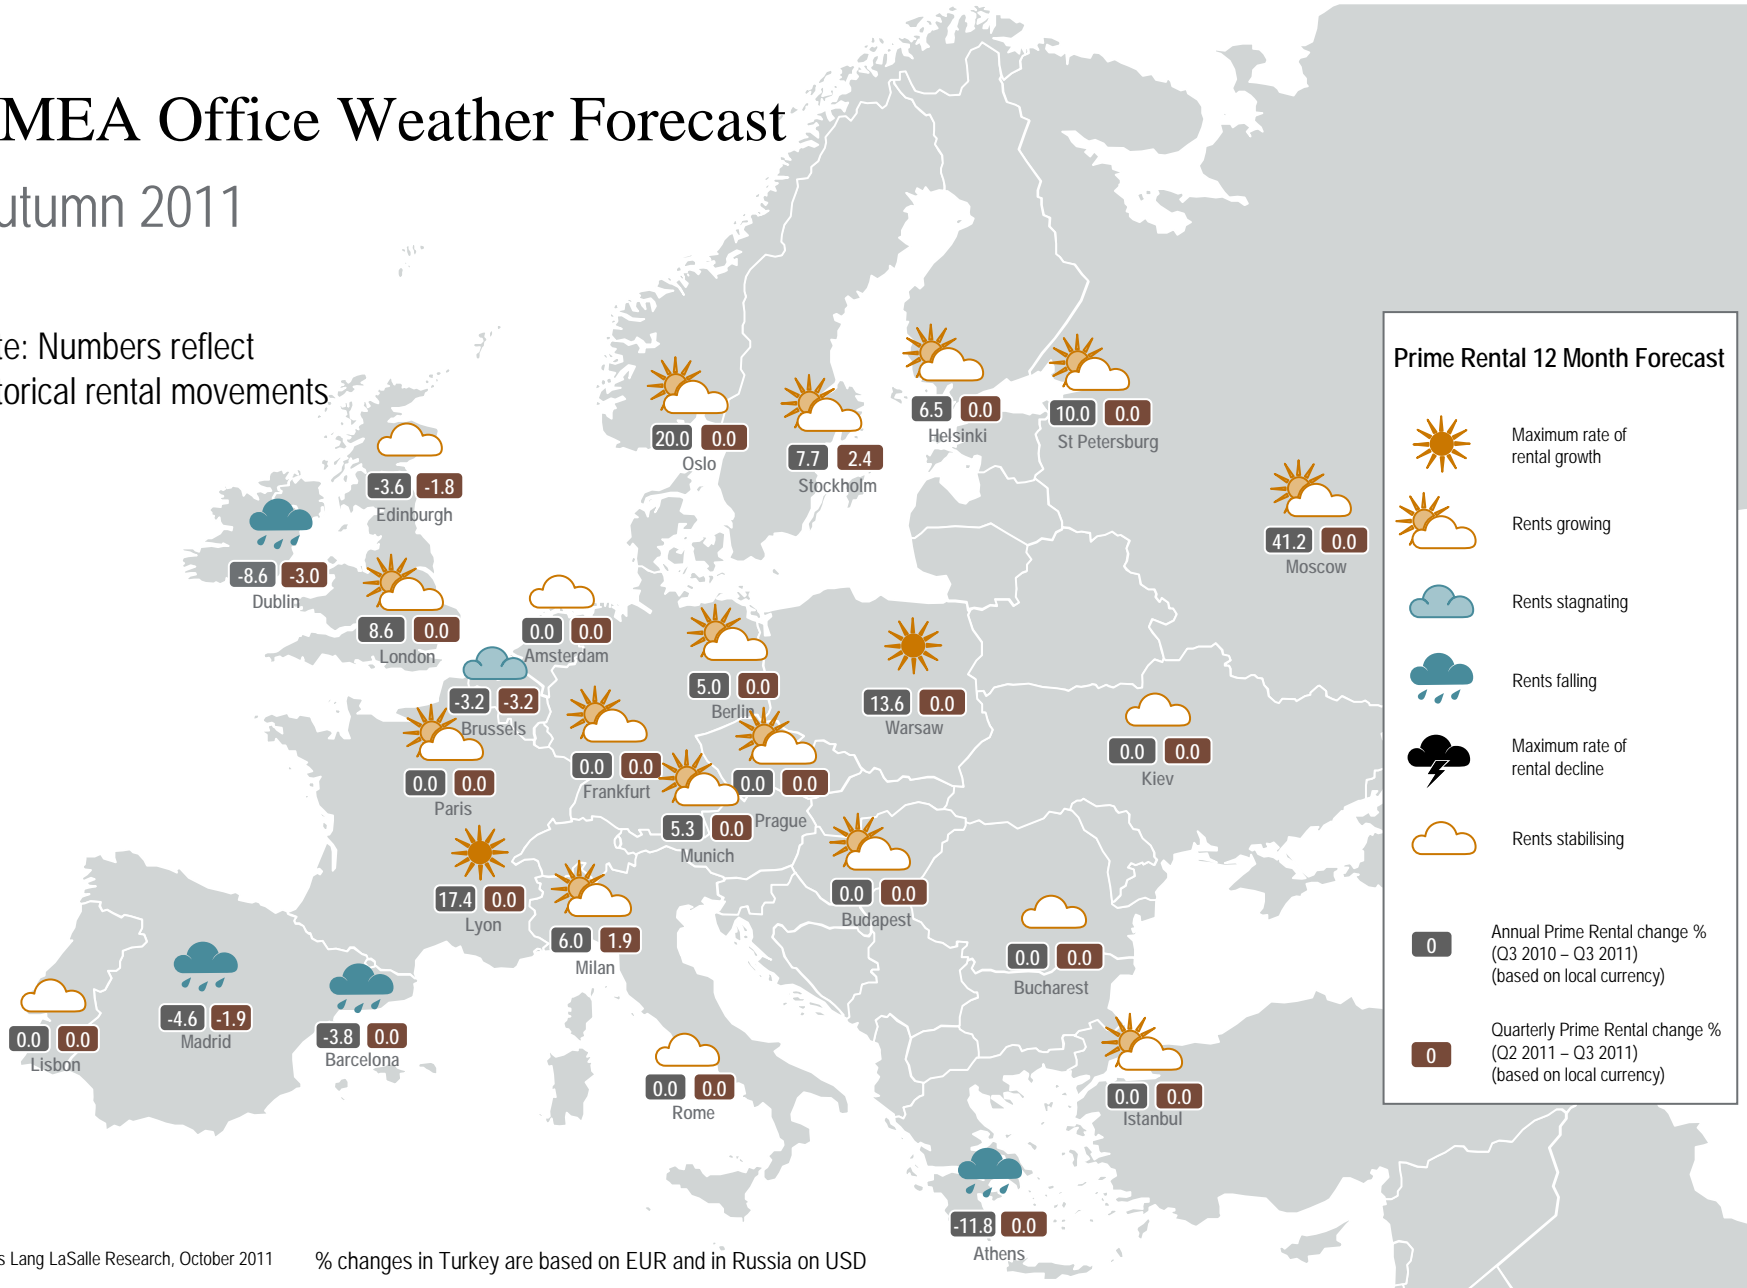 MEA Office Weather Forecast
utumn 2011
te: Numbers reflect
torical rental movements
20.0 0.0
Oslo
7.7 2.4
Stockholm
6.5 0.0
Helsinki
10.0 0.0
St Petersburg
41.2 0.0
Moscow
-3.6 -1.8
Edinburgh
-8.6 -3.0
Dublin
8.6 0.0
London
0.0 0.0
Amsterdam
-3.2 -3.2
Brussels
5.0 0.0
Berlin
13.6 0.0
Warsaw
0.0 0.0
Kiev
0.0 0.0
Paris
0.0 0.0
Frankfurt
0.0 0.0
Prague
5.3 0.0
Munich
17.4 0.0
Lyon
6.0 1.9
Milan
0.0 0.0
Budapest
0.0 0.0
Bucharest
0.0 0.0
Lisbon
-4.6 -1.9
Madrid
-3.8 0.0
Barcelona
0.0 0.0
Rome
0.0 0.0
Istanbul
-11.8 0.0
Athens
Prime Rental 12 Month Forecast
Maximum rate of
rental growth
Rents growing
Rents stagnating
Rents falling
Maximum rate of
rental decline
Rents stabilising
0
Annual Prime Rental change %
(Q3 2010 – Q3 2011)
(based on local currency)
0
Quarterly Prime Rental change %
(Q2 2011 – Q3 2011)
(based on local currency)
s Lang LaSalle Research, October 2011
% changes in Turkey are based on EUR and in Russia on USD